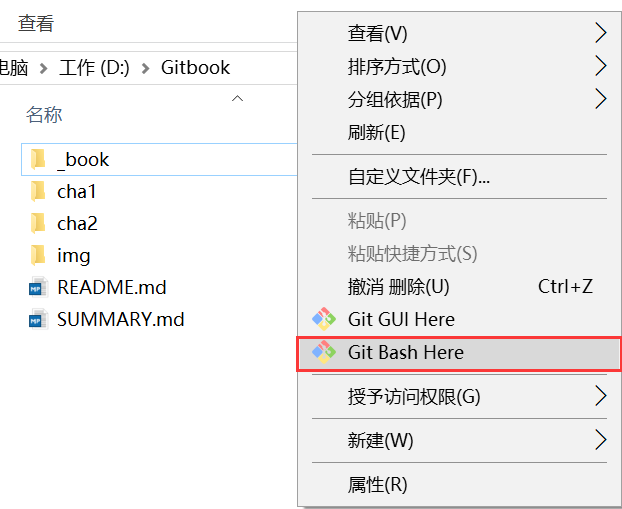 查看
电脑 > 工作 (D:) > Gitbook
名称
_book
cha1
cha2
img
README.md
SUMMARY.md
查看(V)
排序方式(O)
分组依据(P)
刷新(E)
自定义文件夹(F)...
粘贴(P)
粘贴快捷方式(S)
撤消 删除(U) Ctrl+Z
Git GUI Here
Git Bash Here
授予访问权限(G)
新建(W)
属性(R)